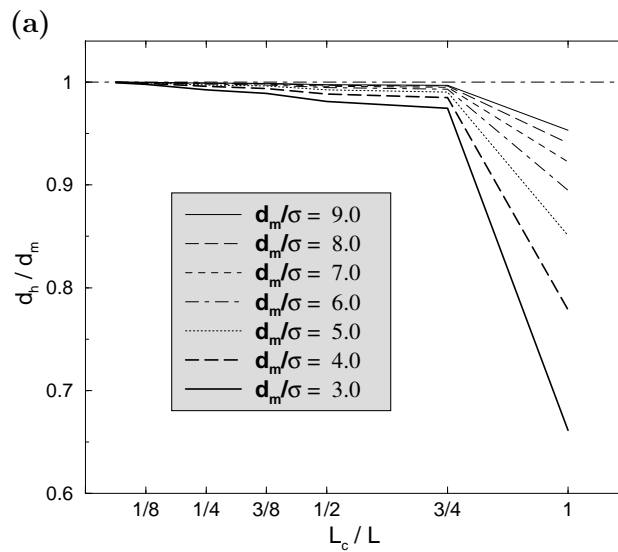 (a)
1
0.9
0.8
0.7
0.6
d_h / d_m
d_m/σ = 9.0
d_m/σ = 8.0
d_m/σ = 7.0
d_m/σ = 6.0
d_m/σ = 5.0
d_m/σ = 4.0
d_m/σ = 3.0
1/8 1/4 3/8 1/2 3/4 1
L_c / L